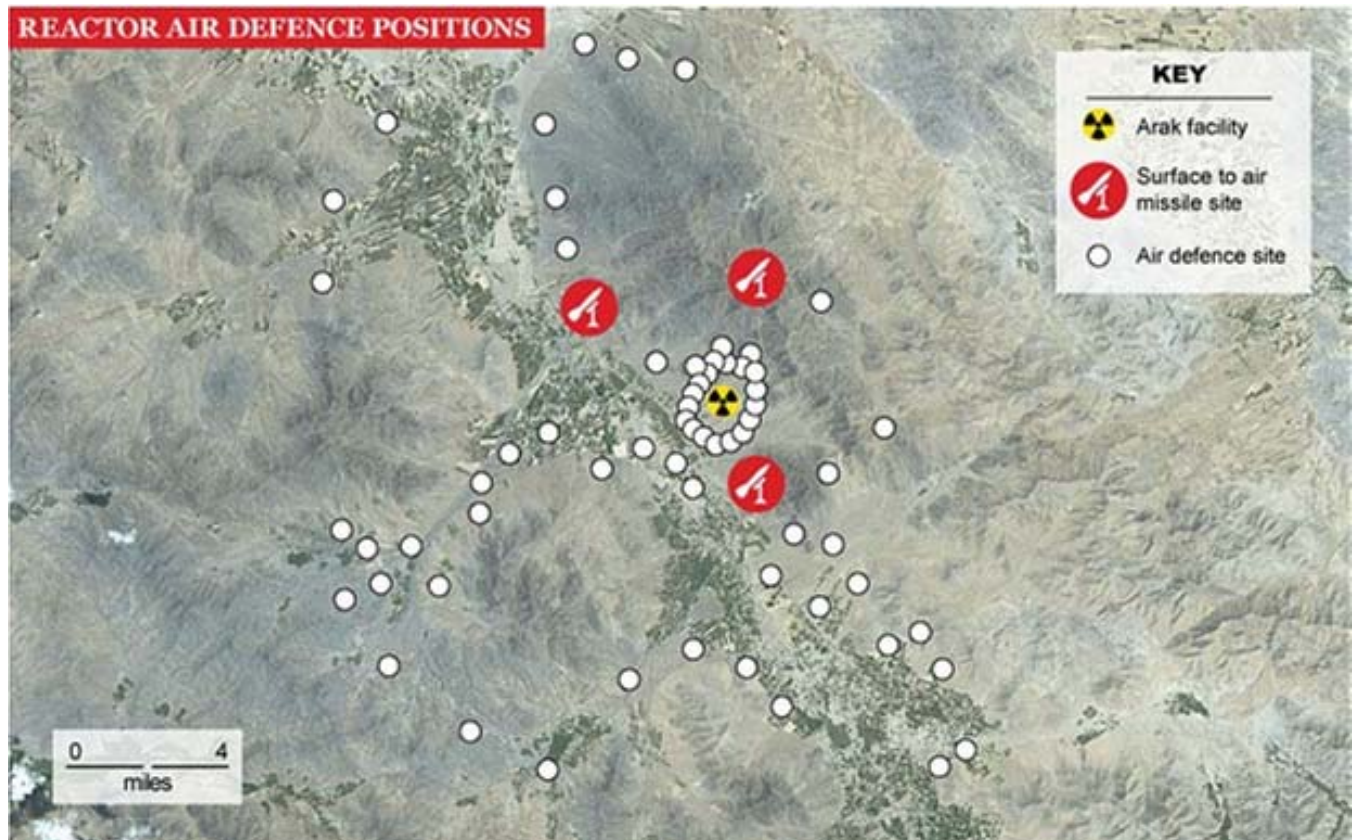 REACTOR AIR DEFENCE POSITIONS
KEY
Arak facility
Surface to air
missile site
Air defence site
0 4
miles